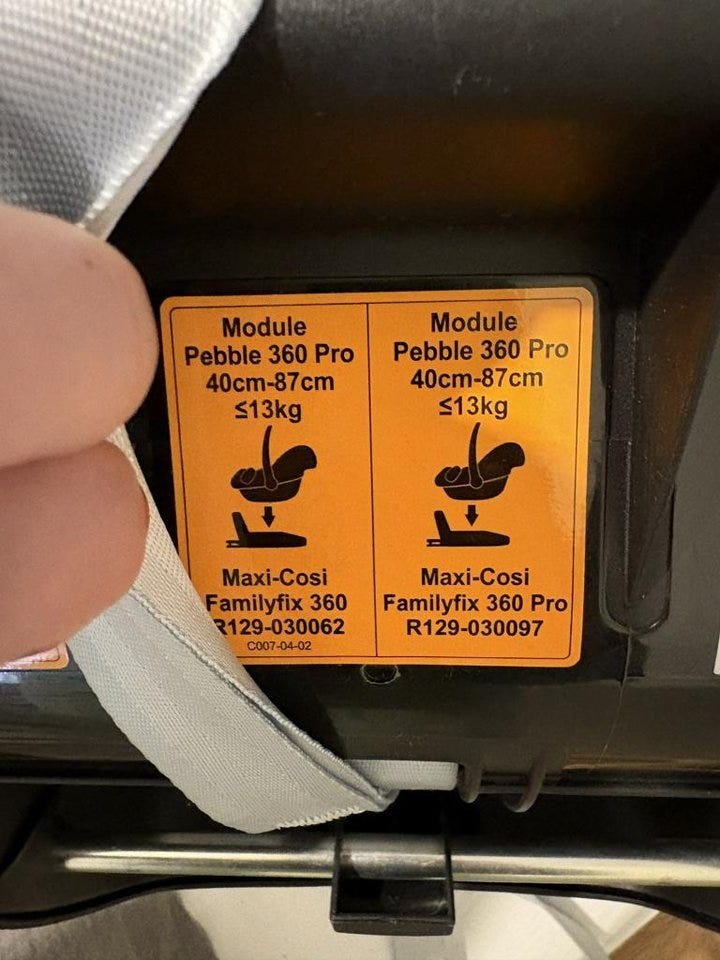 Module
Pebble 360 Pro
40cm-87cm
≤13kg
Maxi-Cosi
Familyfix 360
R129-030062
C007-04-02
Module
Pebble 360 Pro
40cm-87cm
≤13kg
Maxi-Cosi
Familyfix 360 Pro
R129-030097